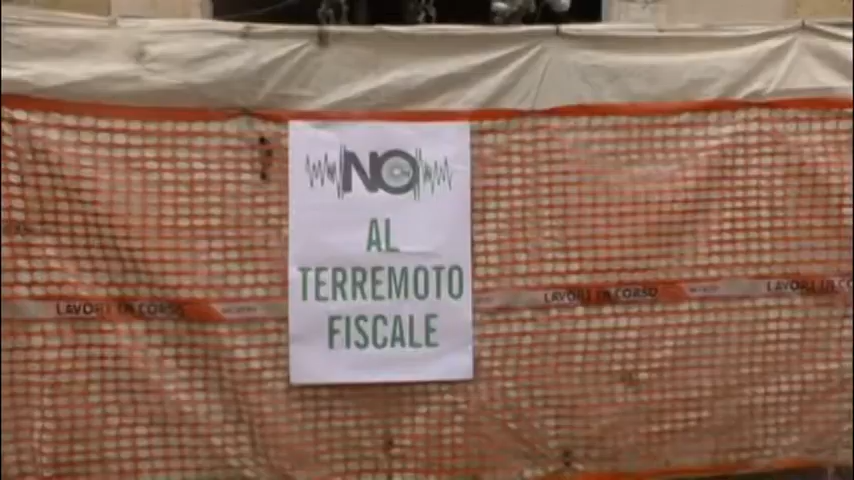 NO
AL
TERREMOTO
FISCALE
LAVORI IN CORSO
LAVORI IN CORSO
LAVORI IN CORSO